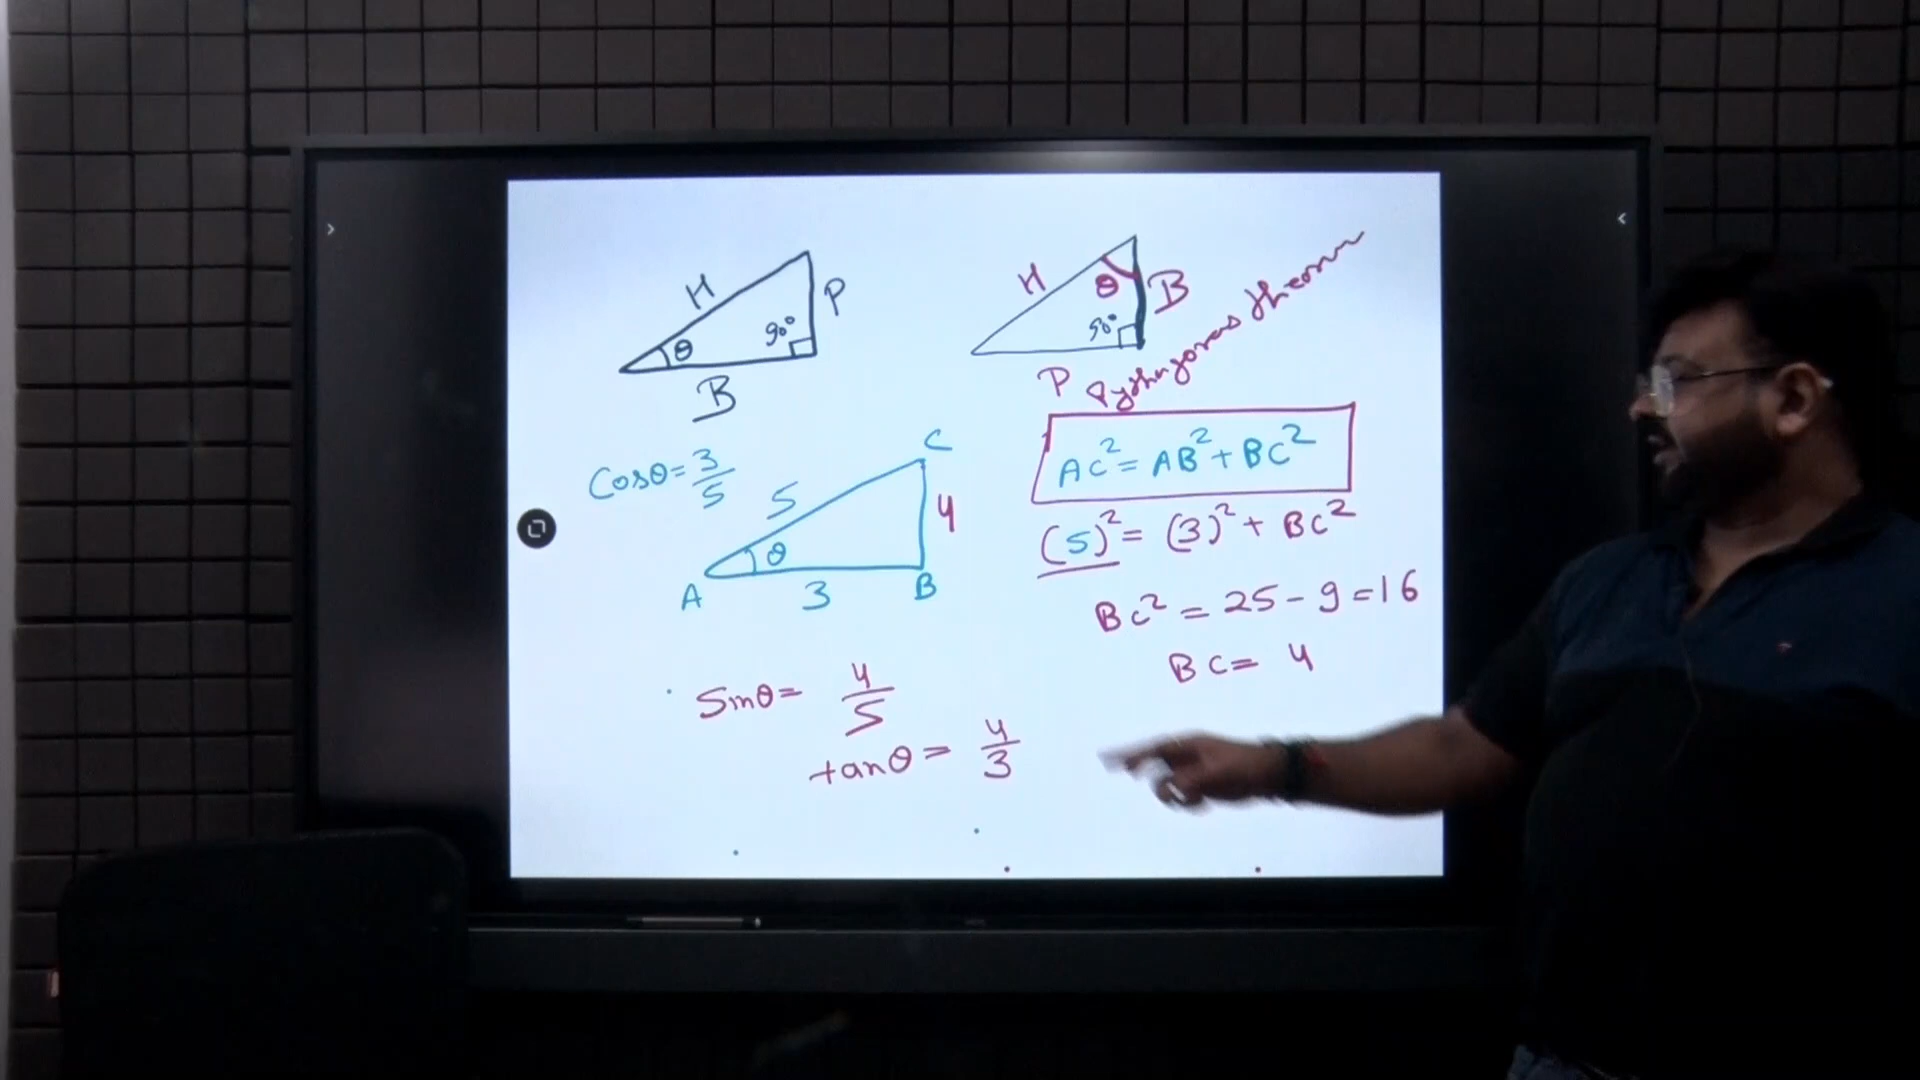 H
P
90°
θ
B
H
θ
B
90°
P
Pythagoras theorem
Cosθ = 3/5
C
5
4
θ
A
3
B
AC² = AB² + BC²
(5)² = (3)² + BC²
BC² = 25 - 9 = 16
BC = 4
Sinθ = 4/5
tanθ = 4/3